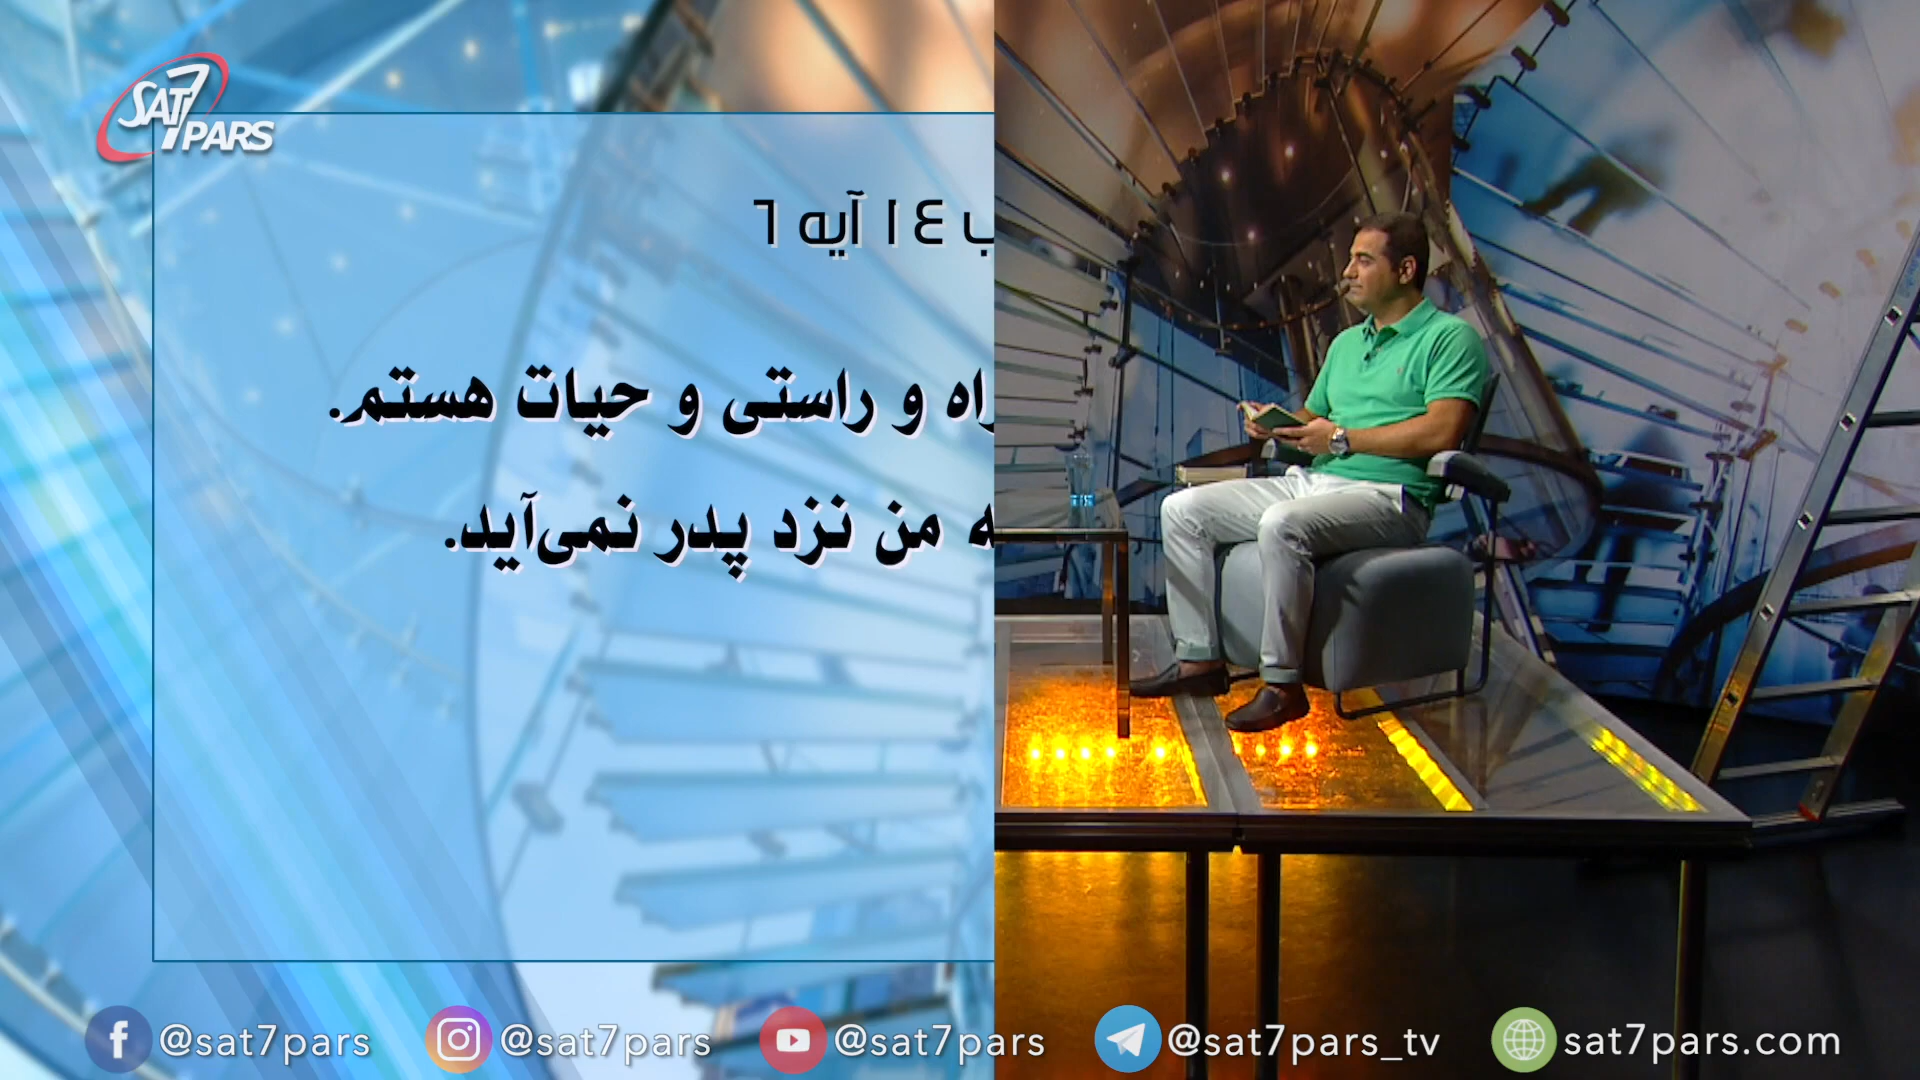 SAT7 PARS
١٤ آیه ٦
راه و راستی و حیات هستم.
من نزد پدر نمی‌آید.
@sat7pars @sat7pars @sat7pars @sat7pars_tv sat7pars.com